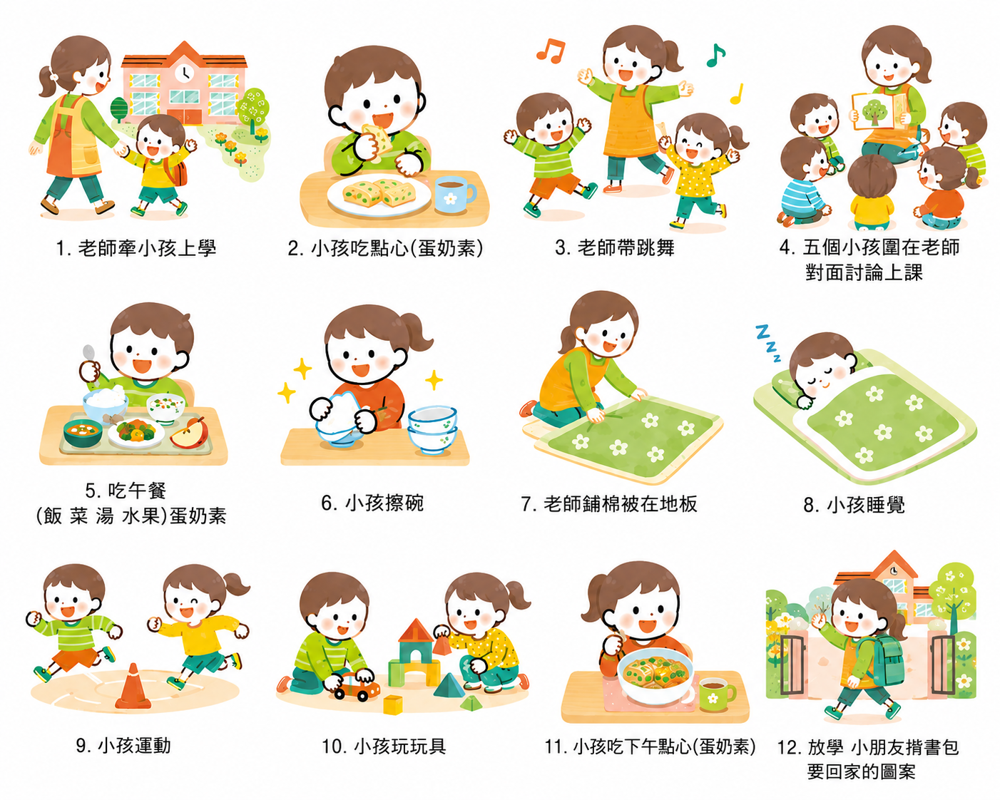 1. 老師牽小孩上學
2. 小孩吃點心(蛋奶素)
3. 老師帶跳舞
4. 五個小孩圍在老師
對面討論上課
5. 吃午餐
(飯 菜 湯 水果)蛋奶素
6. 小孩擦碗
7. 老師鋪棉被在地板
ZZZ
8. 小孩睡覺
9. 小孩運動
10. 小孩玩玩具
11. 小孩吃下午點心(蛋奶素)
12. 放學 小朋友揹書包
要回家的圖案